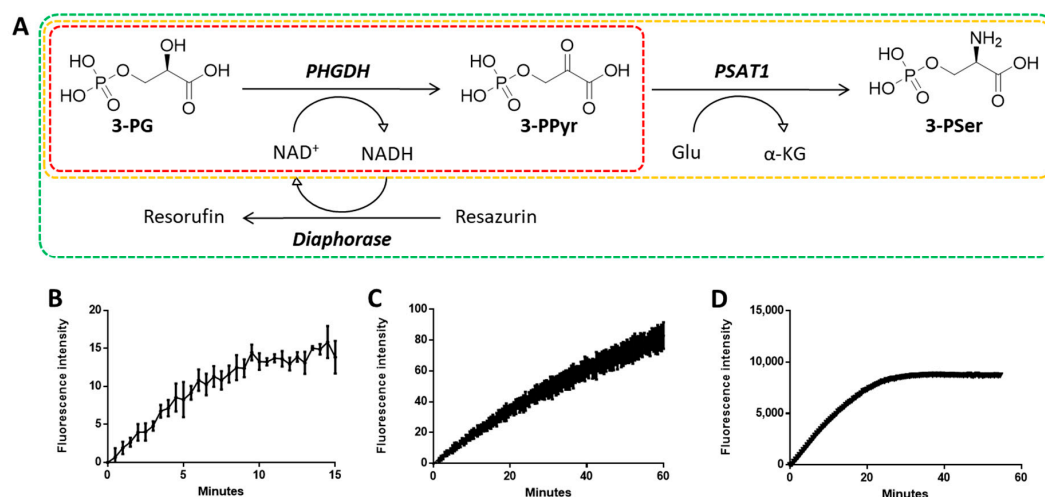 A
OH
HO
O
OH
P
HO
O
O
3-PG
PHGDH
NAD⁺
NADH
O
HO
O
OH
P
HO
O
O
3-PPyr
PSAT1
Glu
α-KG
NH₂
HO
O
OH
P
HO
O
O
3-PSer
Resorufin
Resazurin
Diaphorase
B
Fluorescence intensity
20
15
10
5
0
0
5
10
15
Minutes
C
Fluorescence intensity
100
80
60
40
20
0
0
20
40
60
Minutes
D
Fluorescence intensity
15,000
10,000
5,000
0
0
20
40
60
Minutes